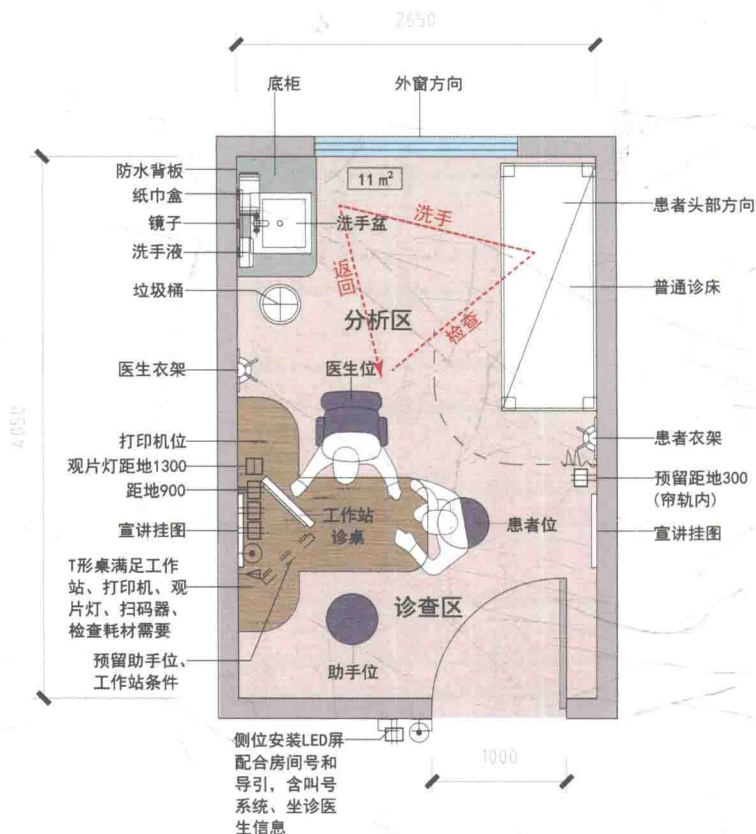 2650
底柜
外窗方向
防水背板
纸巾盒
镜子
洗手液
垃圾桶
医生衣架
打印机位
观片灯距地1300
距地900
宣讲挂图
T形桌满足工作
站、打印机、观
片灯、扫码器、
检查耗材需要
预留助手位、
工作站条件
4050
11 m²
洗手盆
洗手
返回
检查
分析区
医生位
工作站
诊桌
患者位
诊查区
助手位
患者头部方向
普通诊床
患者衣架
预留距地300
(帘轨内)
宣讲挂图
侧位安装LED屏
配合房间号和
导引，含叫号
系统、坐诊医
生信息
1000